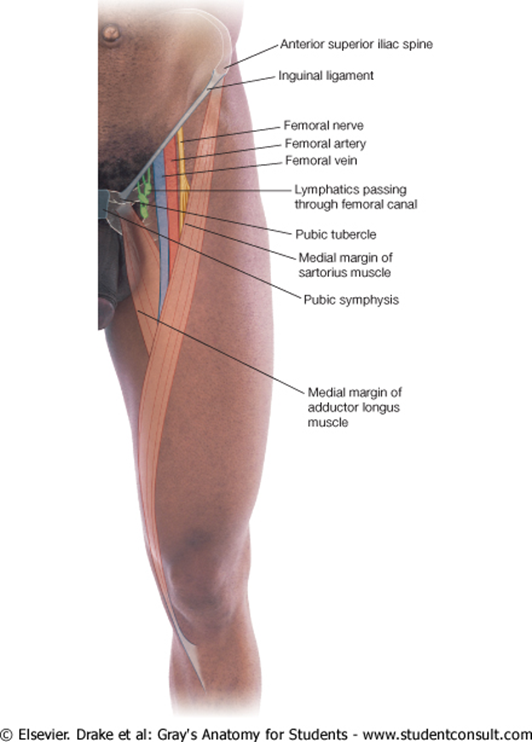 Anterior superior iliac spine
Inguinal ligament
Femoral nerve
Femoral artery
Femoral vein
Lymphatics passing
through femoral canal
Pubic tubercle
Medial margin of
sartorius muscle
Pubic symphysis
Medial margin of
adductor longus
muscle
© Elsevier. Drake et al: Gray's Anatomy for Students - www.studentconsult.com